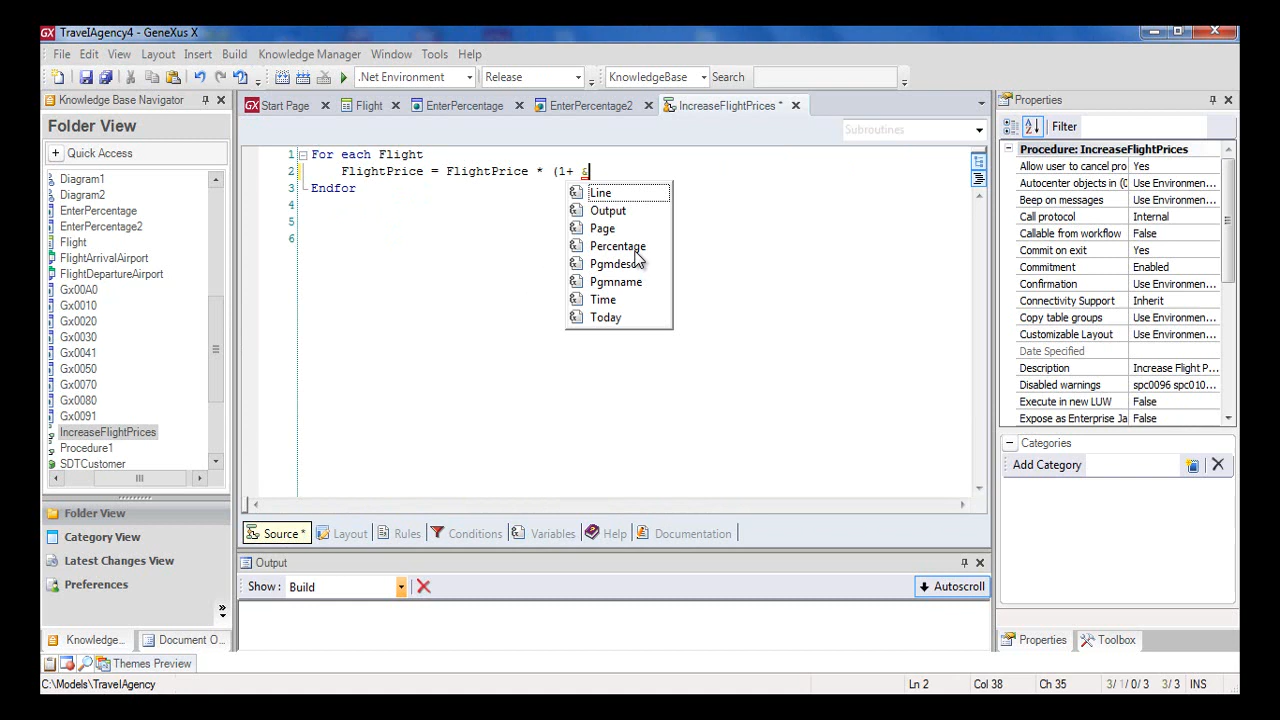 TravelAgency4 - GeneXus X
File Edit View Layout Insert Build Knowledge Manager Window Tools Help
.Net Environment Release KnowledgeBase Search
Knowledge Base Navigator
Start Page Flight EnterPercentage EnterPercentage2 IncreaseFlightPrices *
Properties
Folder View
Subroutines
Filter
Quick Access
Diagram1
Diagram2
EnterPercentage
EnterPercentage2
Flight
FlightArrivalAirport
FlightDepartureAirport
Gx00A0
Gx0010
Gx0020
Gx0030
Gx0041
Gx0050
Gx0070
Gx0080
Gx0091
IncreaseFlightPrices
Procedure1
SDTCustomer
Folder View
Category View
Latest Changes View
Preferences
Knowledge... Document O...
1 For each Flight
2 FlightPrice = FlightPrice * (1+ &
3 Endfor
4
5
6
Line
Output
Page
Percentage
Pgmdesc
Pgmname
Time
Today
Source * Layout Rules Conditions Variables Help Documentation
Output
Show: Build Autoscroll
Procedure: IncreaseFlightPrices
Allow user to cancel pro Yes
Autocenter objects in (0 Use Environmen...
Beep on messages Use Environmen...
Call protocol Internal
Callable from workflow False
Commit on exit Yes
Commitment Enabled
Confirmation Use Environmen...
Connectivity Support Inherit
Copy table groups Use Environmen...
Customizable Layout Use Environmen...
Date Specified
Description Increase Flight P...
Disabled warnings spc0096 spc010...
Execute in new LUW False
Expose as Enterprise Ja False
Categories
Add Category
Properties Toolbox
Themes Preview
C:\Models\TravelAgency Ln 2 Col 38 Ch 35 3/ 1/ 0/ 3 3/ 3 INS